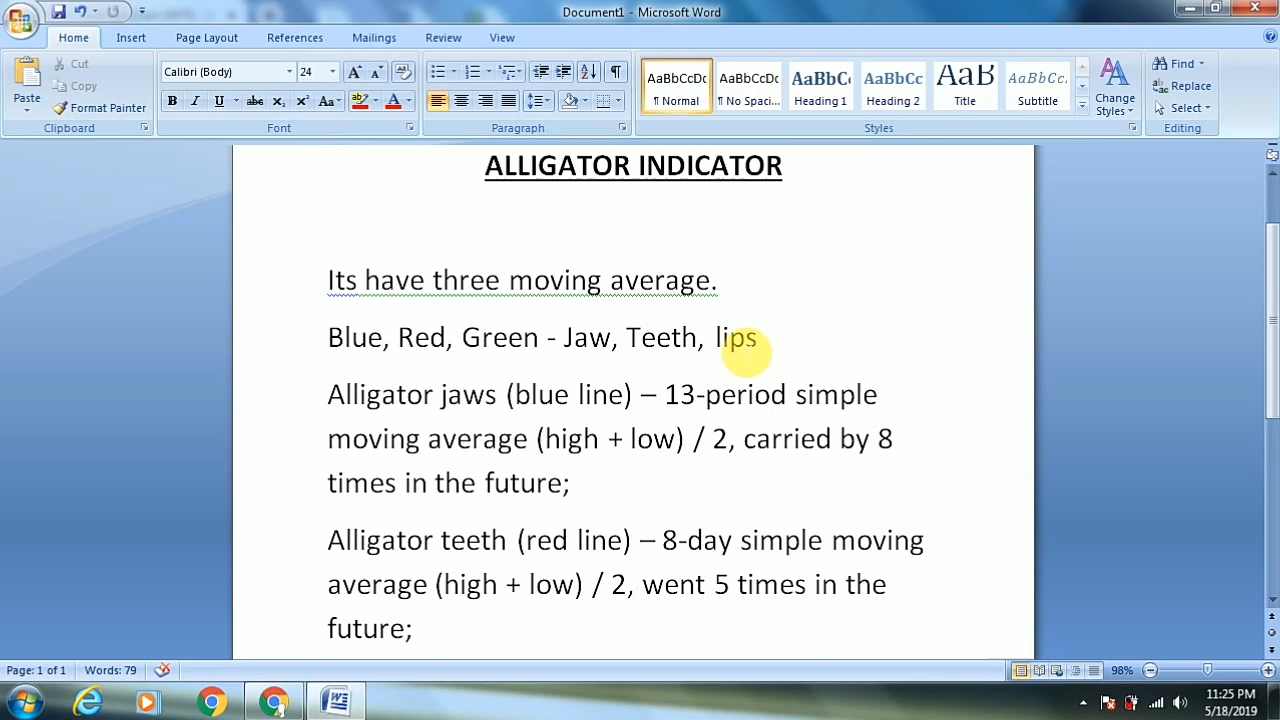 Document1 - Microsoft Word
Home Insert Page Layout References Mailings Review View
Paste
Cut
Copy
Format Painter
Clipboard
Calibri (Body) 24
Font
Paragraph
AaBbCcDc AaBbCcDc AaBbC AaBbCc AaB AaBbCc.
¶ Normal ¶ No Spaci... Heading 1 Heading 2 Title Subtitle
Change Styles
Styles
Find
Replace
Select
Editing
ALLIGATOR INDICATOR
Its have three moving average.
Blue, Red, Green - Jaw, Teeth, lips
Alligator jaws (blue line) – 13-period simple
moving average (high + low) / 2, carried by 8
times in the future;
Alligator teeth (red line) – 8-day simple moving
average (high + low) / 2, went 5 times in the
future;
Page: 1 of 1 Words: 79 98%
11:25 PM
5/18/2019